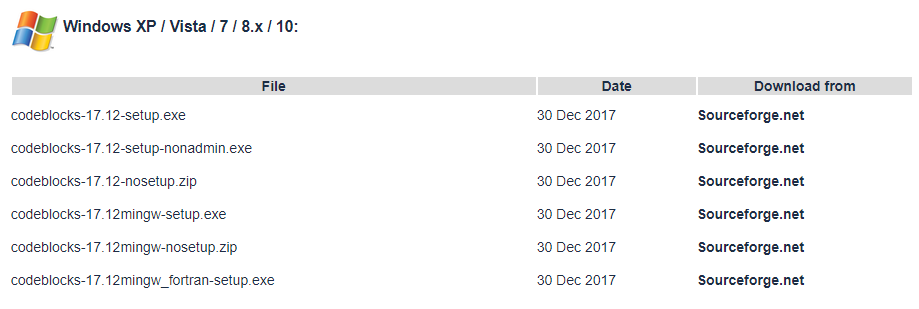 Windows XP / Vista / 7 / 8.x / 10:
File Date Download from
codeblocks-17.12-setup.exe 30 Dec 2017 Sourceforge.net
codeblocks-17.12-setup-nonadmin.exe 30 Dec 2017 Sourceforge.net
codeblocks-17.12-nosetup.zip 30 Dec 2017 Sourceforge.net
codeblocks-17.12mingw-setup.exe 30 Dec 2017 Sourceforge.net
codeblocks-17.12mingw-nosetup.zip 30 Dec 2017 Sourceforge.net
codeblocks-17.12mingw_fortran-setup.exe 30 Dec 2017 Sourceforge.net